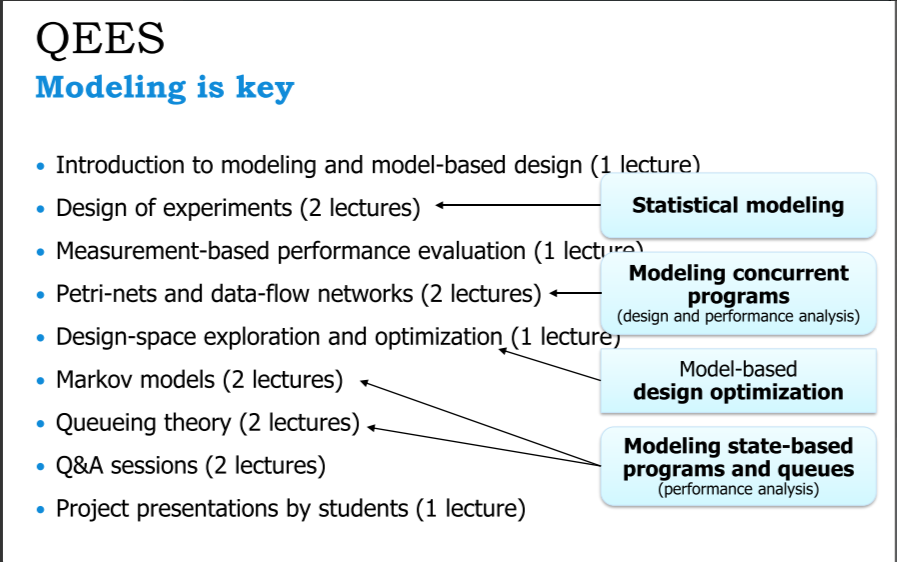 QEES
Modeling is key
• Introduction to modeling and model-based design (1 lecture)
• Design of experiments (2 lectures)
• Measurement-based performance evaluation (1 lecture)
• Petri-nets and data-flow networks (2 lectures)
• Design-space exploration and optimization (1 lecture)
• Markov models (2 lectures)
• Queueing theory (2 lectures)
• Q&A sessions (2 lectures)
• Project presentations by students (1 lecture)
Statistical modeling
Modeling concurrent
programs
(design and performance analysis)
Model-based
design optimization
Modeling state-based
programs and queues
(performance analysis)